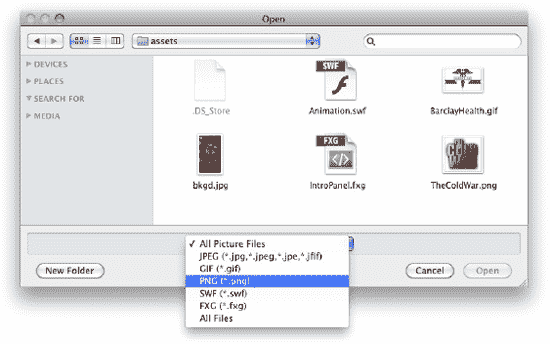 Open
assets
DEVICES
PLACES
SEARCH FOR
MEDIA
SWF
.DS_Store
Animation.swf
BarclayHealth.gif
FXG
bkgd.jpg
IntroPanel.fxg
TheColdWar.png
✓ All Picture Files
JPEG (*.jpg,*.jpeg,*.jpe,*.jfif)
GIF (*.gif)
PNG (*.png)
SWF (*.swf)
FXG (*.fxg)
All Files
New Folder
Cancel
Open